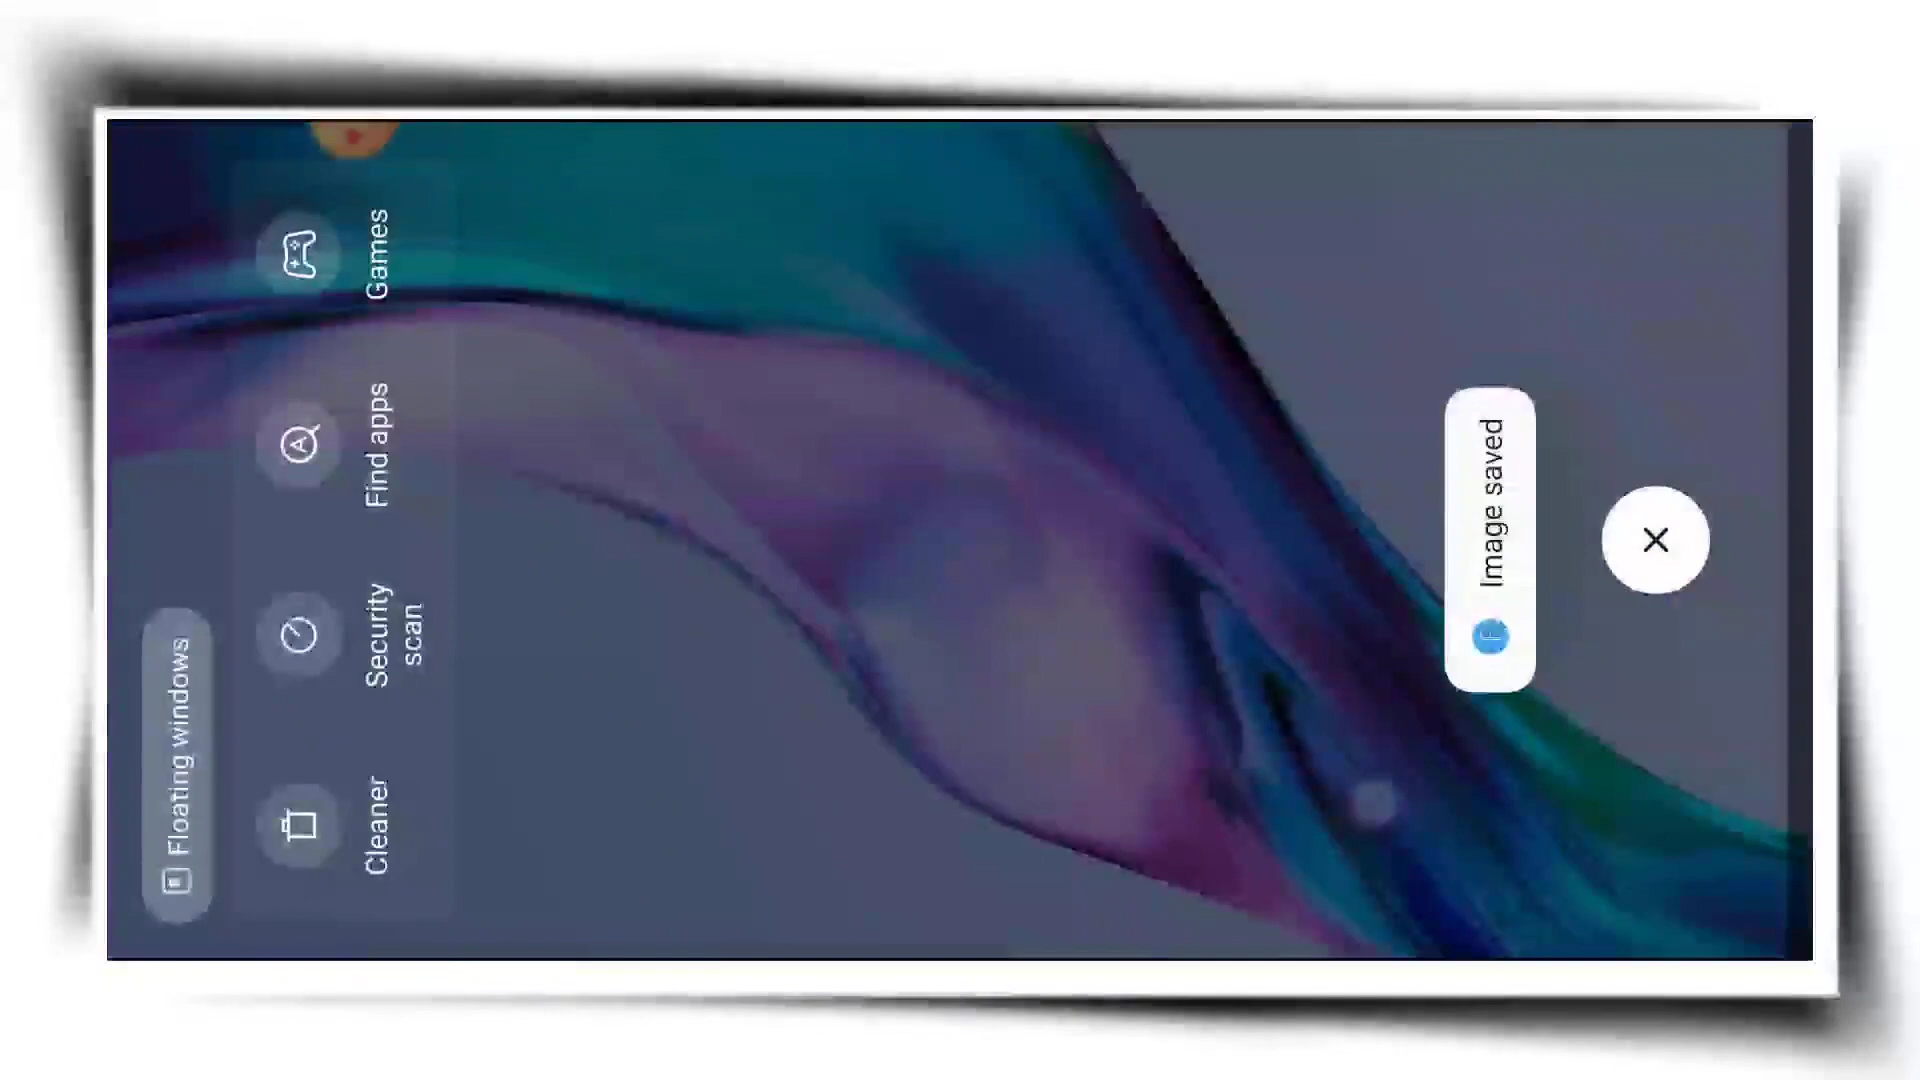 Floating windows
Cleaner
Security
scan
Find apps
Games
Image saved